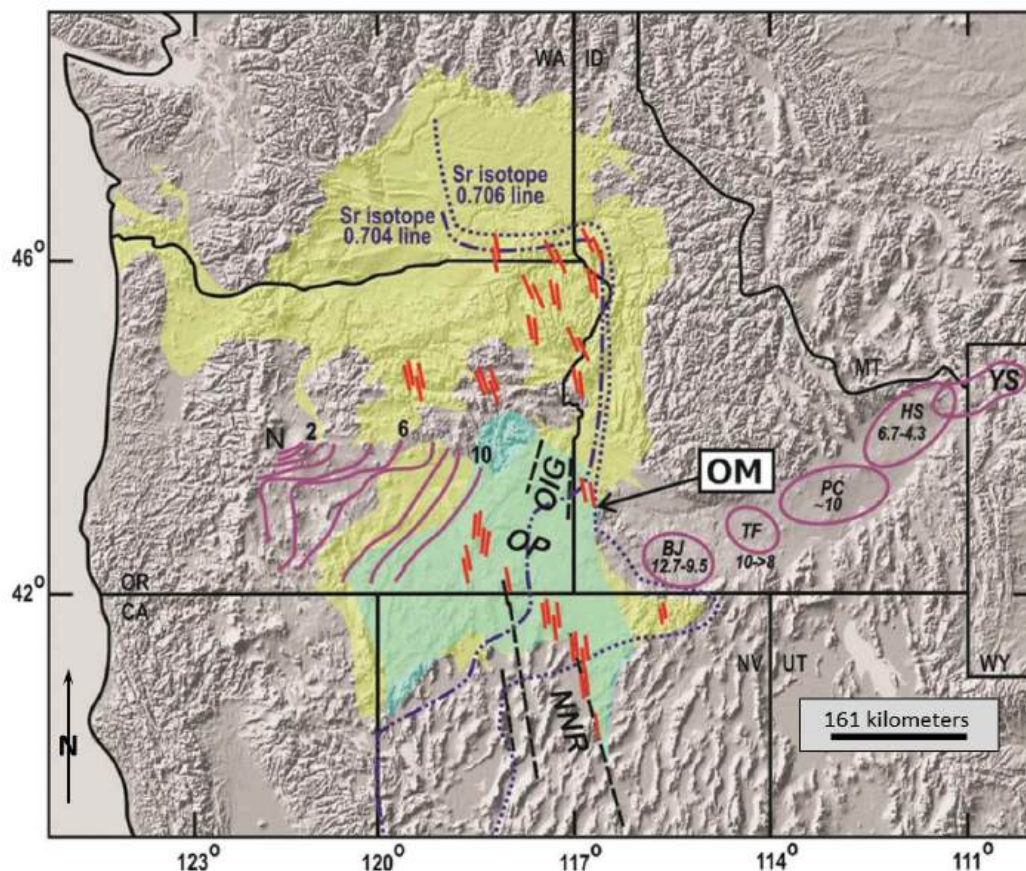 WA ID
Sr isotope
0.706 line
Sr isotope
0.704 line
46°
MT
YS
HS
6.7-4.3
N 2 6
10
OIG
OM
PC
~10
OP
BJ
12.7-9.5
TF
10->8
42°
OR
CA
NV UT
WY
NNR
161 kilometers
N
123° 120° 117° 114° 111°